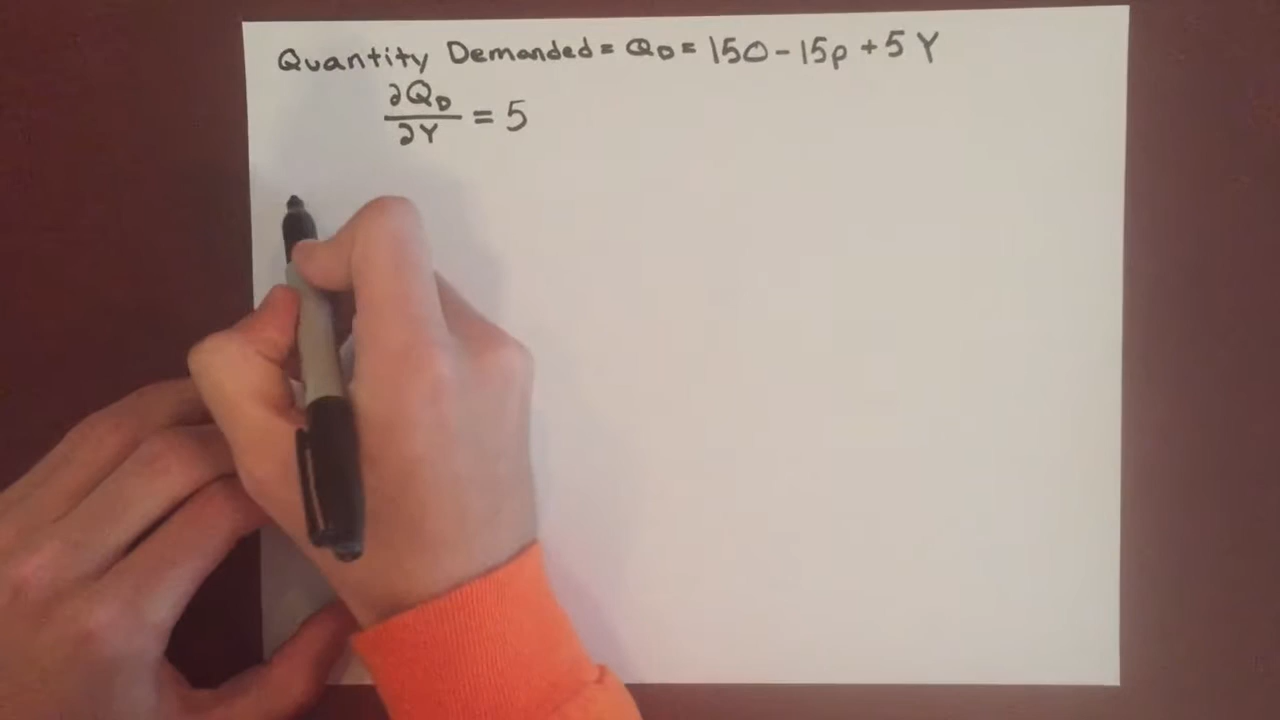 Quantity Demanded = QD = 150 - 15p + 5Y
∂QD/∂Y = 5